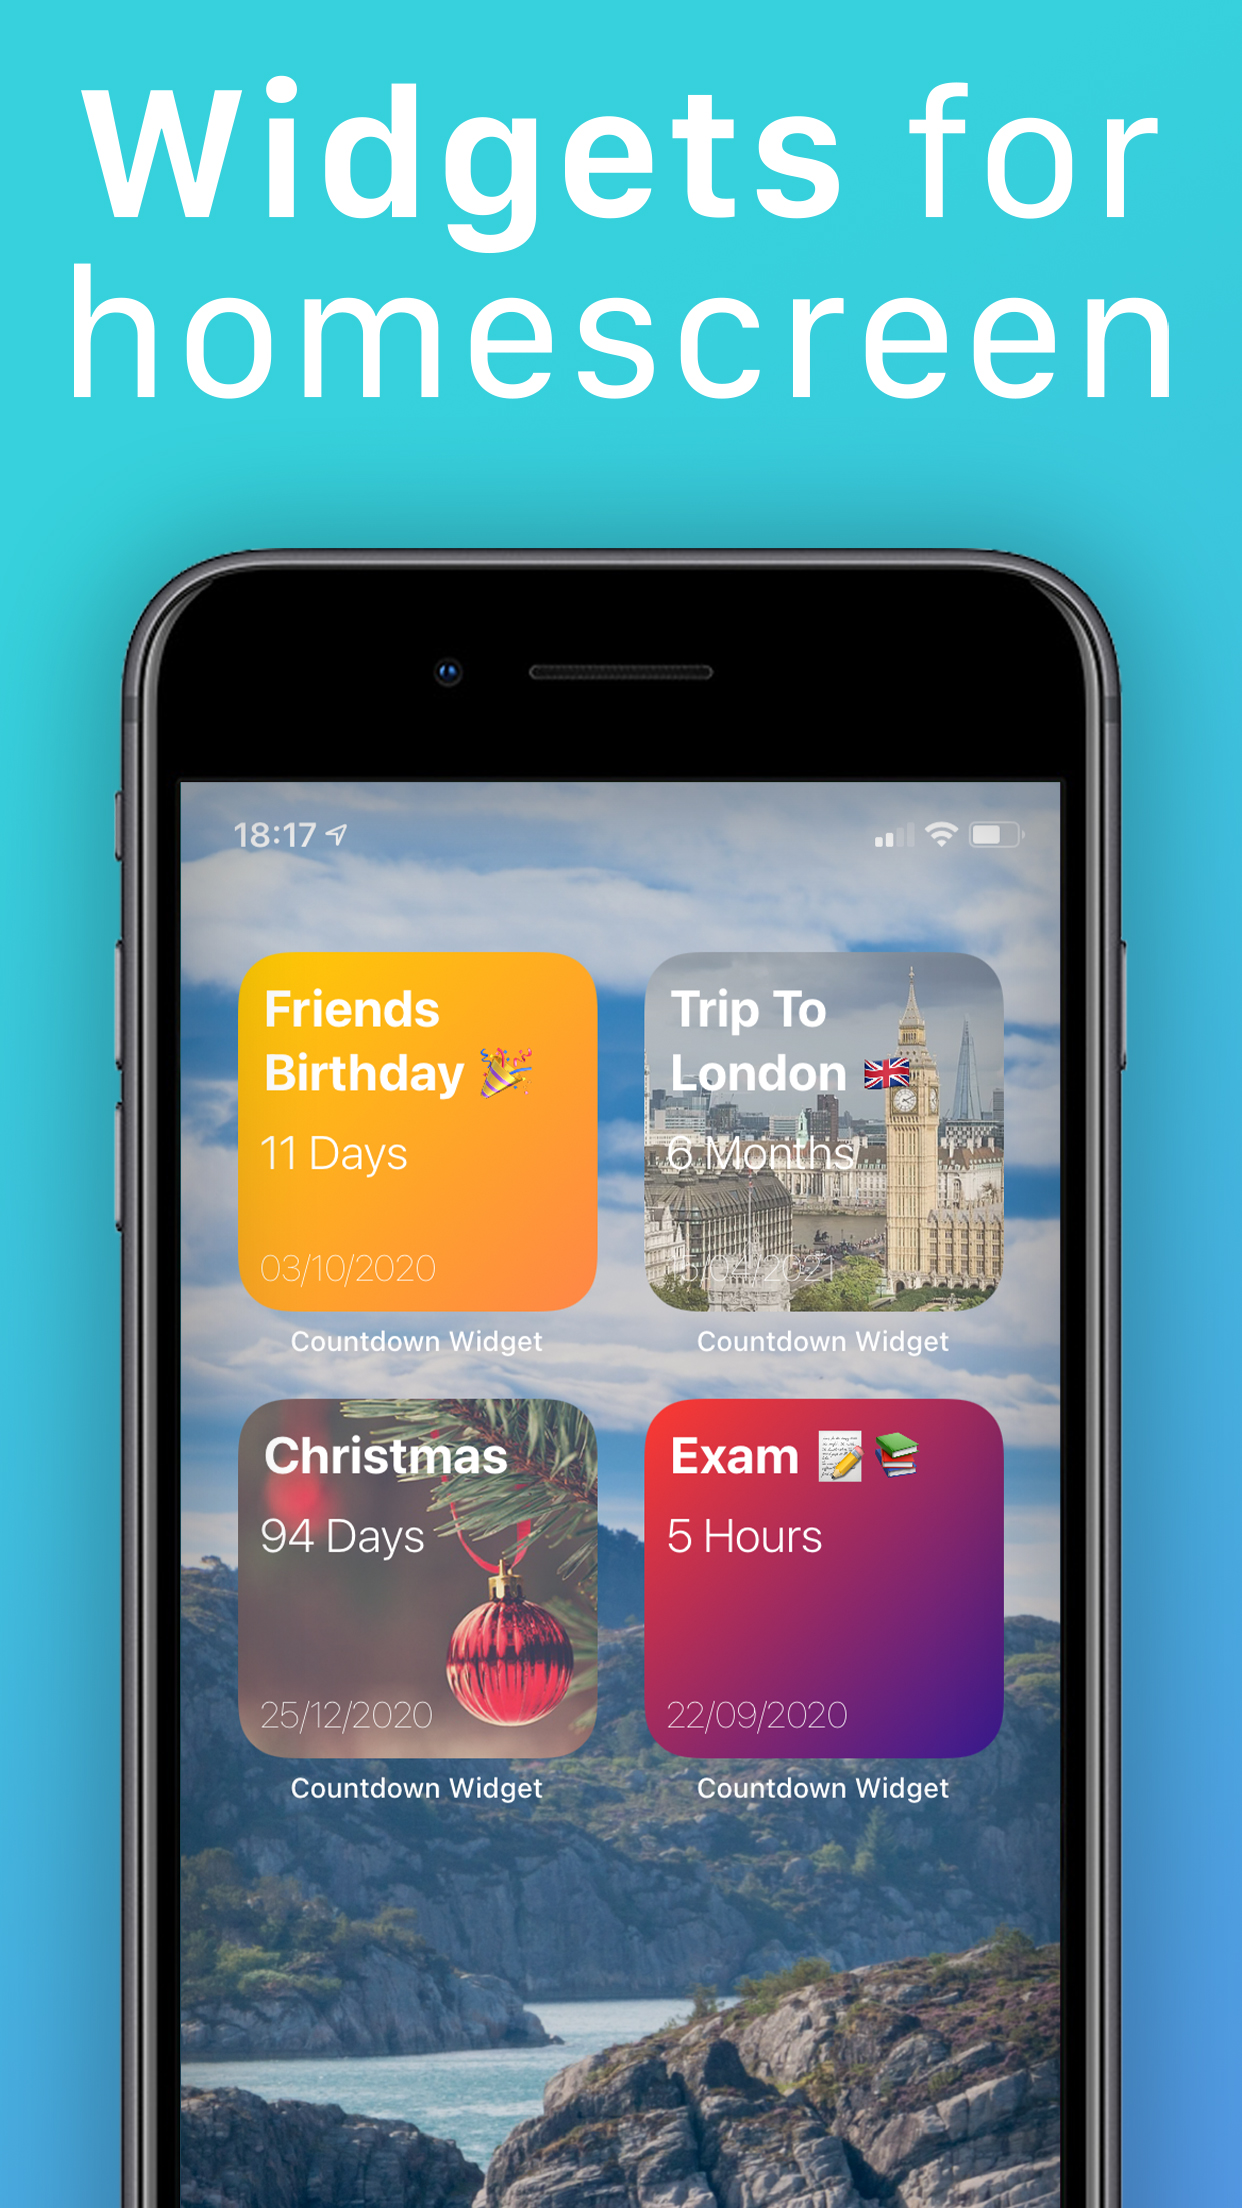 Widgets for
homescreen
18:17
Friends
Birthday 🎉
11 Days
03/10/2020
Countdown Widget
Trip To
London 🇬🇧
6 Months
5/04/2021
Countdown Widget
Christmas
94 Days
25/12/2020
Countdown Widget
Exam 📝📚
5 Hours
22/09/2020
Countdown Widget